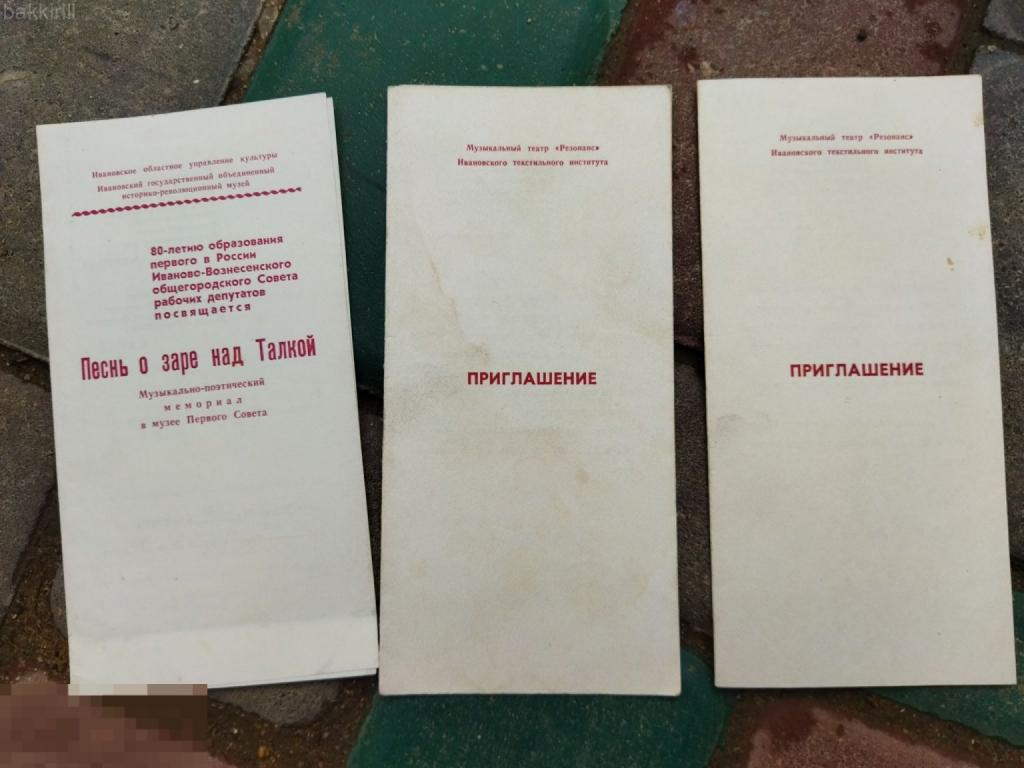 bakkirill
Ивановское областное управление культуры
Ивановский государственный объединенный
историко-революционный музей
80-летию образования
первого в России
Иваново-Вознесенского
общегородского Совета
рабочих депутатов
посвящается
Песнь о заре над Талкой
Музыкально-поэтический
мемориал
в музее Первого Совета
Музыкальный театр «Резонанс»
Ивановского текстильного института
ПРИГЛАШЕНИЕ
Музыкальный театр «Резонанс»
Ивановского текстильного института
ПРИГЛАШЕНИЕ